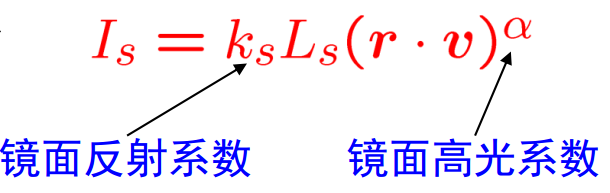 I_s = k_s L_s (r · v)^α
镜面反射系数 镜面高光系数